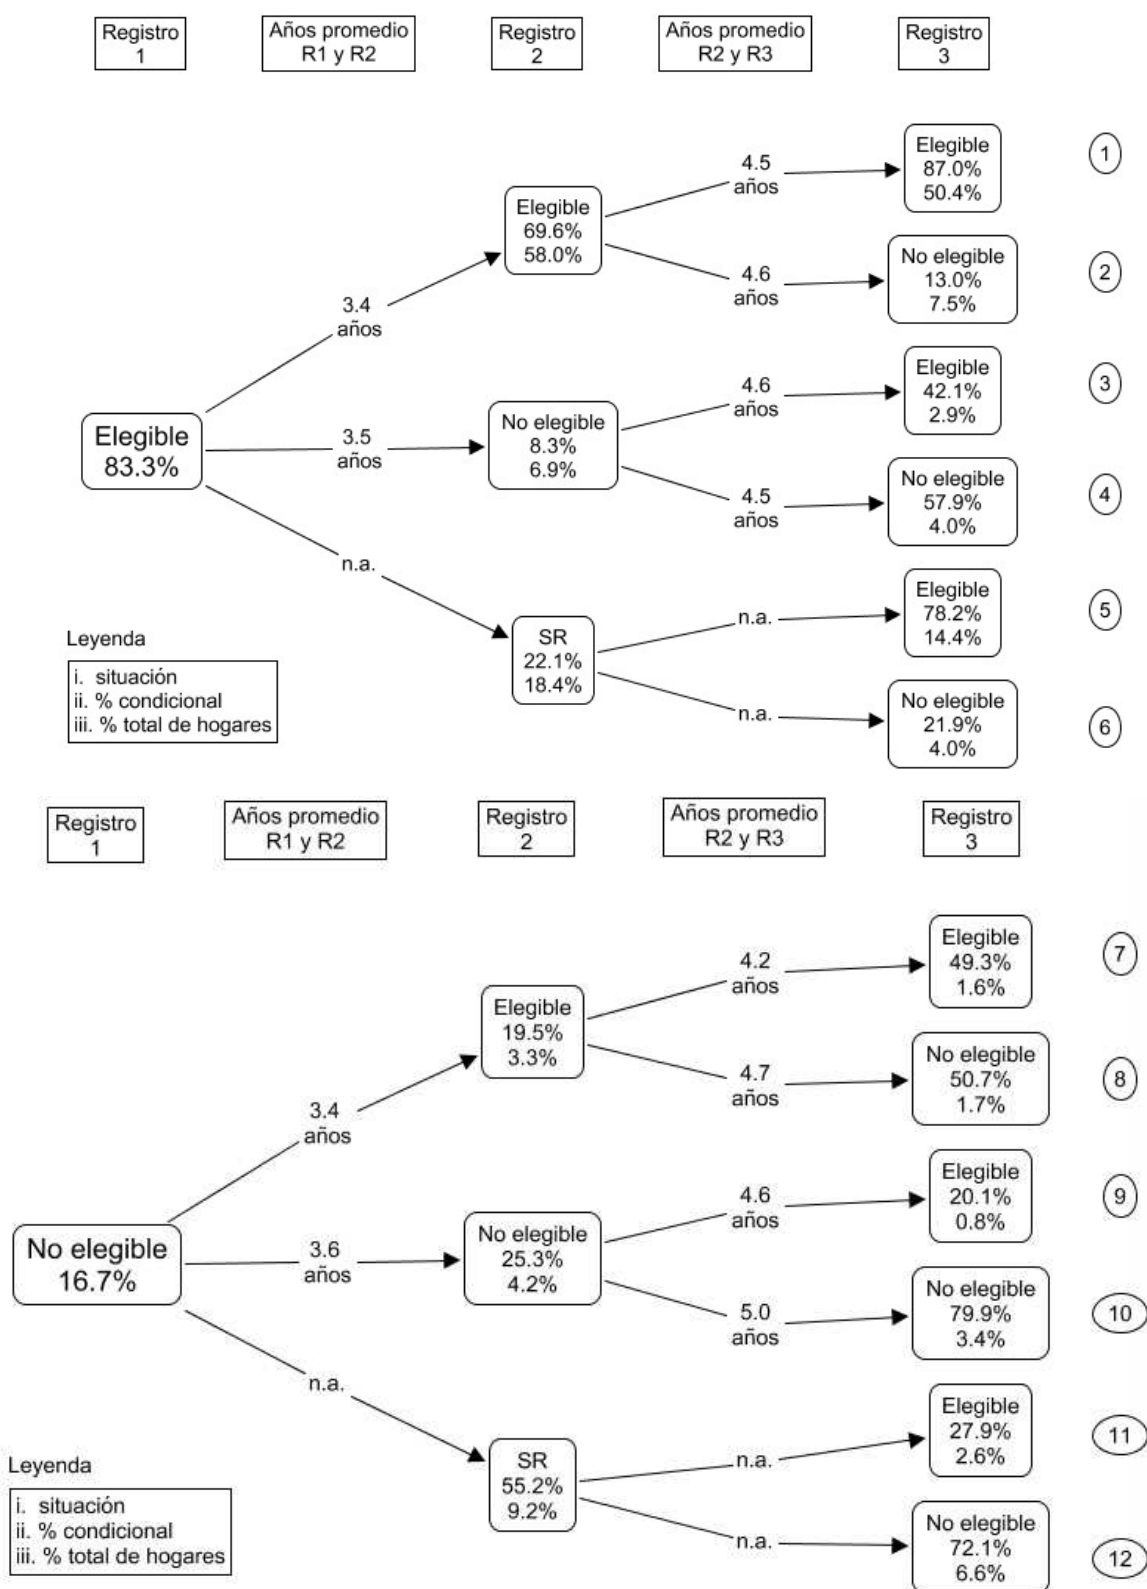 Registro
1
Años promedio
R1 y R2
Registro
2
Años promedio
R2 y R3
Registro
3
Elegible
83.3%
3.4
años
3.5
años
n.a.
Elegible
69.6%
58.0%
No elegible
8.3%
6.9%
SR
22.1%
18.4%
4.5
años
4.6
años
4.6
años
4.5
años
n.a.
n.a.
Elegible
87.0%
50.4%
1
No elegible
13.0%
7.5%
2
Elegible
42.1%
2.9%
3
No elegible
57.9%
4.0%
4
Elegible
78.2%
14.4%
5
No elegible
21.9%
4.0%
6
Leyenda
i. situación
ii. % condicional
iii. % total de hogares
Registro
1
Años promedio
R1 y R2
Registro
2
Años promedio
R2 y R3
Registro
3
No elegible
16.7%
3.4
años
3.6
años
n.a.
Elegible
19.5%
3.3%
No elegible
25.3%
4.2%
SR
55.2%
9.2%
4.2
años
4.7
años
4.6
años
5.0
años
n.a.
n.a.
Elegible
49.3%
1.6%
7
No elegible
50.7%
1.7%
8
Elegible
20.1%
0.8%
9
No elegible
79.9%
3.4%
10
Elegible
27.9%
2.6%
11
No elegible
72.1%
6.6%
12
Leyenda
i. situación
ii. % condicional
iii. % total de hogares